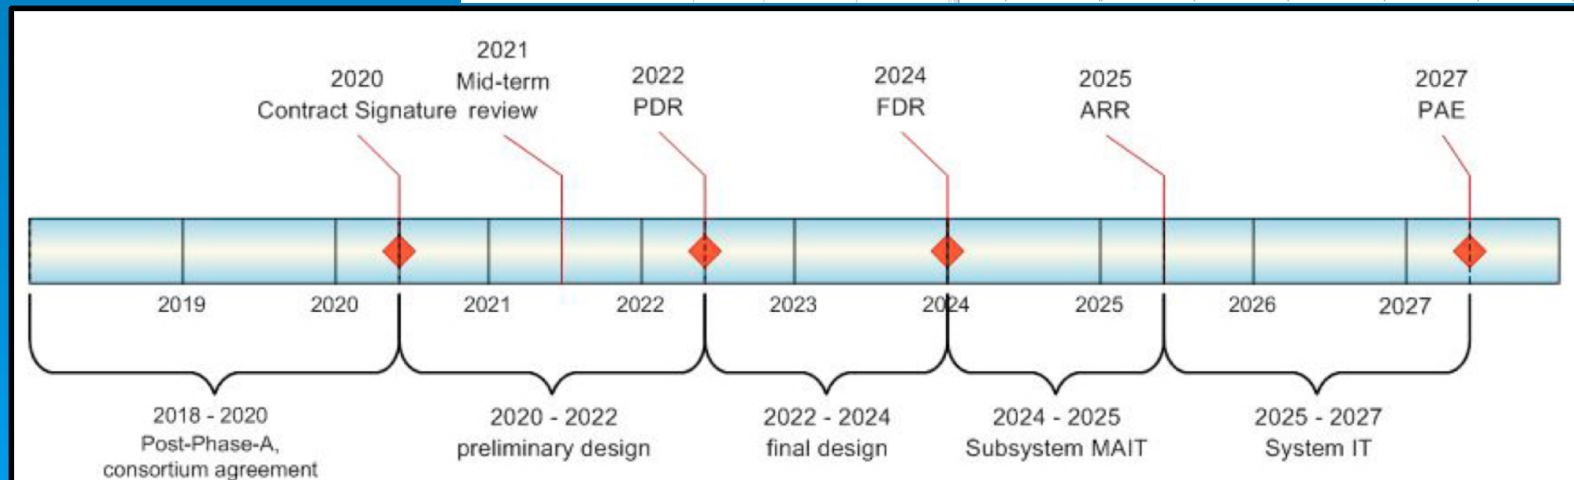 2020
Contract Signature
2021
Mid-term
review
2022
PDR
2024
FDR
2025
ARR
2027
PAE
2019
2020
2021
2022
2023
2024
2025
2026
2027
2018 - 2020
Post-Phase-A,
consortium agreement
2020 - 2022
preliminary design
2022 - 2024
final design
2024 - 2025
Subsystem MAIT
2025 - 2027
System IT